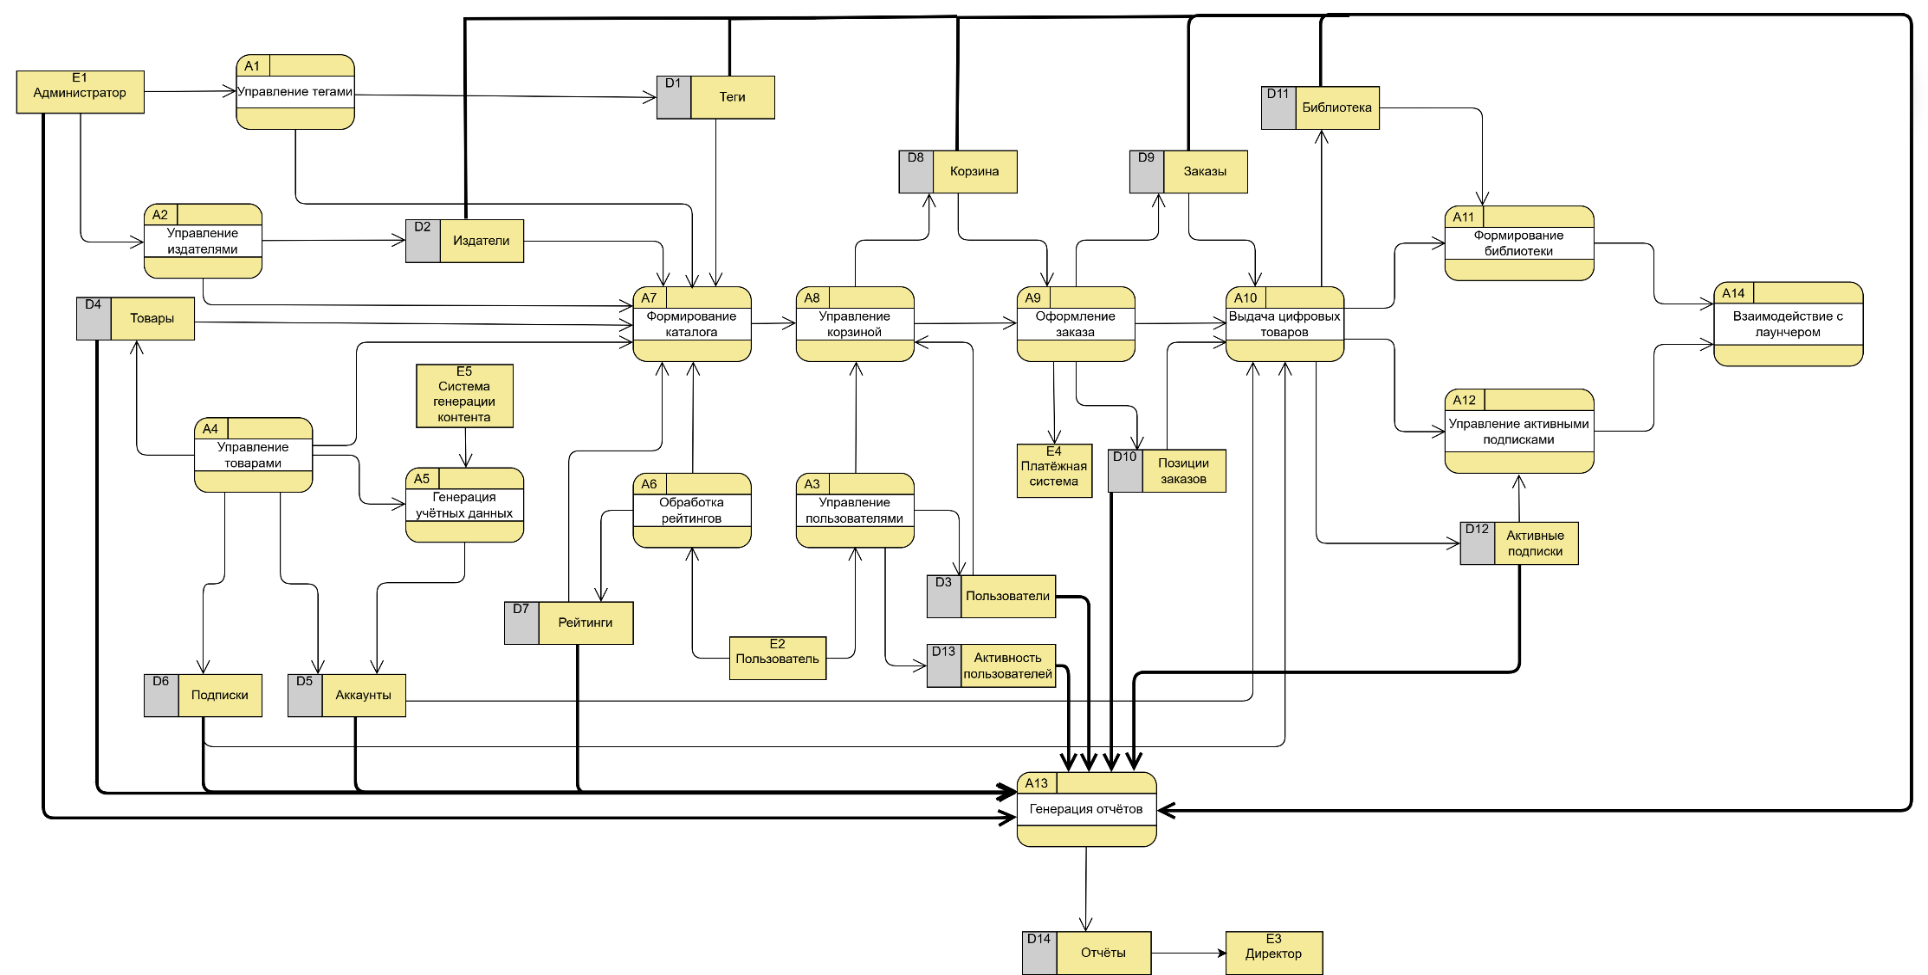 E1
Администратор
A1
Управление тегами
D1
Теги
D11
Библиотека
D8
Корзина
D9
Заказы
A2
Управление
издателями
D2
Издатели
A11
Формирование
библиотеки
D4
Товары
A7
Формирование
каталога
A8
Управление
корзиной
A9
Оформление
заказа
A10
Выдача цифровых
товаров
A14
Взаимодействие с
лаунчером
E5
Система
генерации
контента
A12
Управление активными
подписками
A4
Управление
товарами
A5
Генерация
учётных данных
A6
Обработка
рейтингов
A3
Управление
пользователями
E4
Платёжная
система
D10
Позиции
заказов
D12
Активные
подписки
D3
Пользователи
D7
Рейтинги
E2
Пользователь
D13
Активность
пользователей
D6
Подписки
D5
Аккаунты
A13
Генерация отчётов
D14
Отчёты
E3
Директор